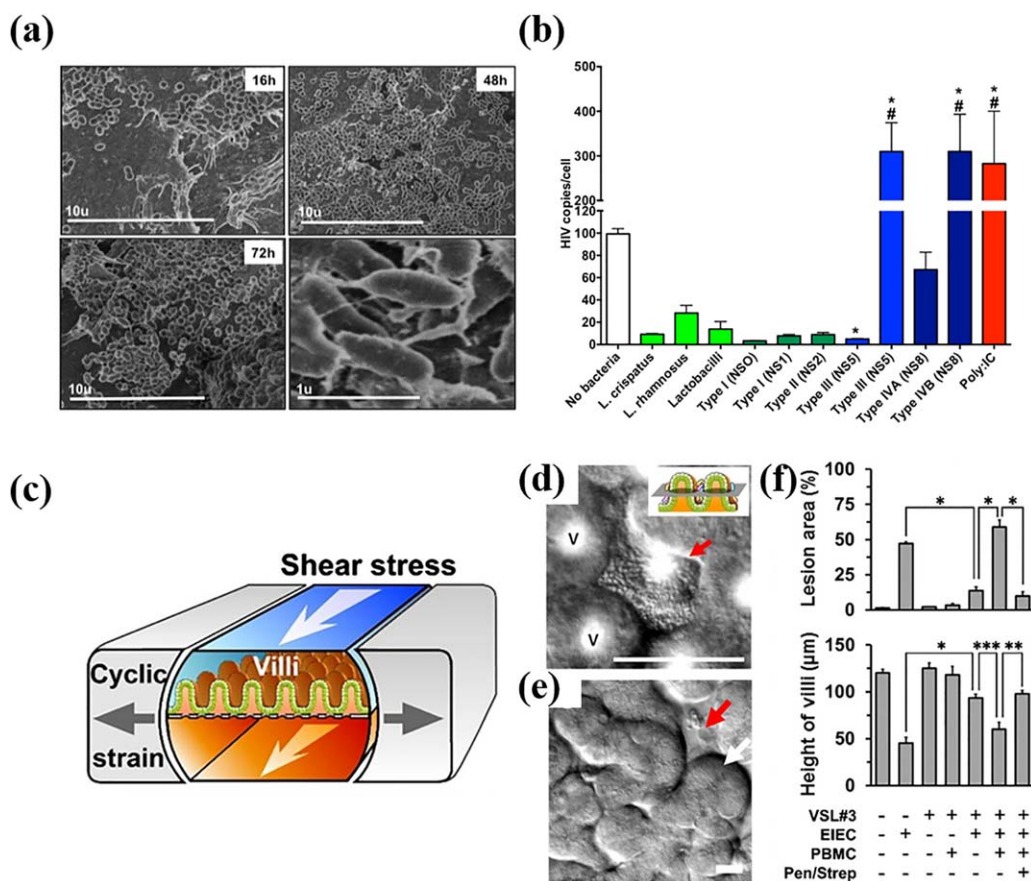 (a)
16h
10u
48h
10u
72h
10u
1u
(b)
HIV copies/cell
500
400
300
200
120
100
80
60
40
20
0
*
*
#
*
#
*
#
No bacteria
L. crispatus
L. rhamnosus
Lactobacilli
Type I (NSO)
Type I (NS1)
Type II (NS2)
Type III (NS5)
Type III (NS5)
Type IVA (NS8)
Type IVB (NS8)
Poly:IC
(c)
Shear stress
Villi
Cyclic
strain
(d)
V
V
(e)
(f)
Lesion area (%)
100
75
50
25
0
* * *
Height of villi (µm)
150
100
50
0
* *** **
VSL#3 - - + + + + +
EIEC - + - - + + +
PBMC - - - + - + +
Pen/Strep - - - - - - +